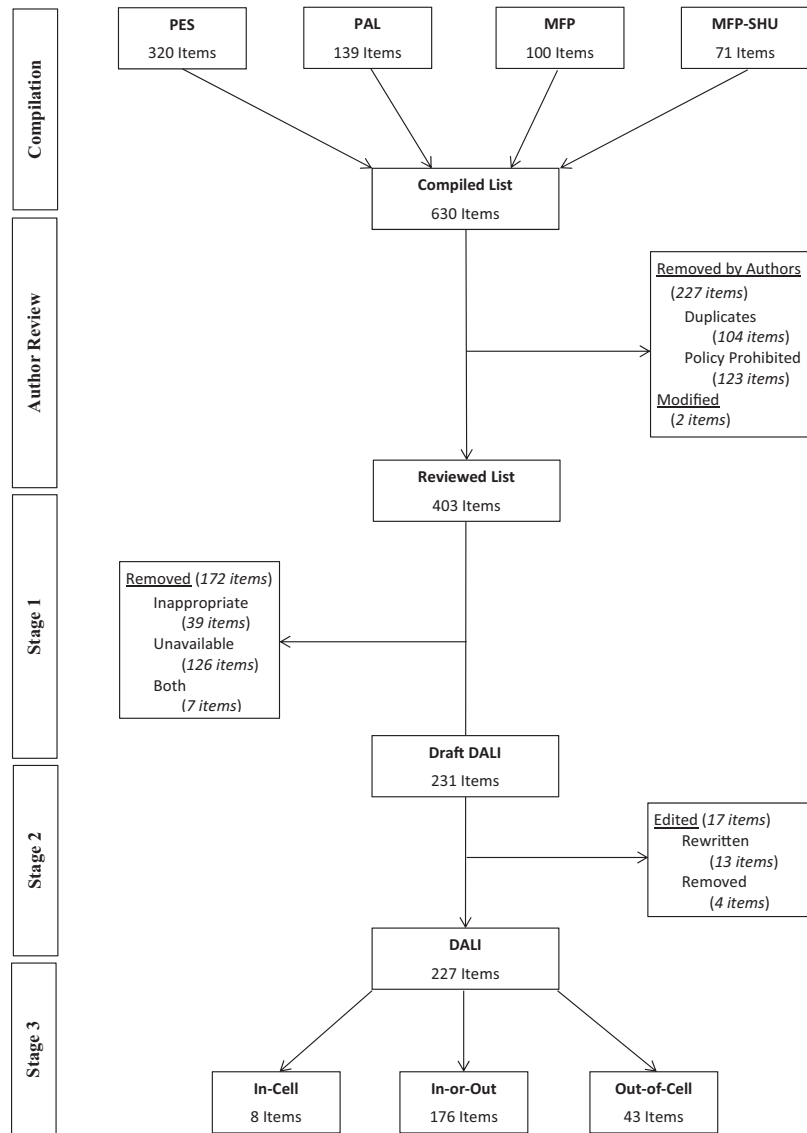 Compilation
PES
320 Items
PAL
139 Items
MFP
100 Items
MFP-SHU
71 Items
Compiled List
630 Items
Author Review
Removed by Authors
(227 items)
Duplicates
(104 items)
Policy Prohibited
(123 items)
Modified
(2 items)
Reviewed List
403 Items
Stage 1
Removed (172 items)
Inappropriate
(39 items)
Unavailable
(126 items)
Both
(7 items)
Draft DALI
231 Items
Stage 2
Edited (17 items)
Rewritten
(13 items)
Removed
(4 items)
DALI
227 Items
Stage 3
In-Cell
8 Items
In-or-Out
176 Items
Out-of-Cell
43 Items